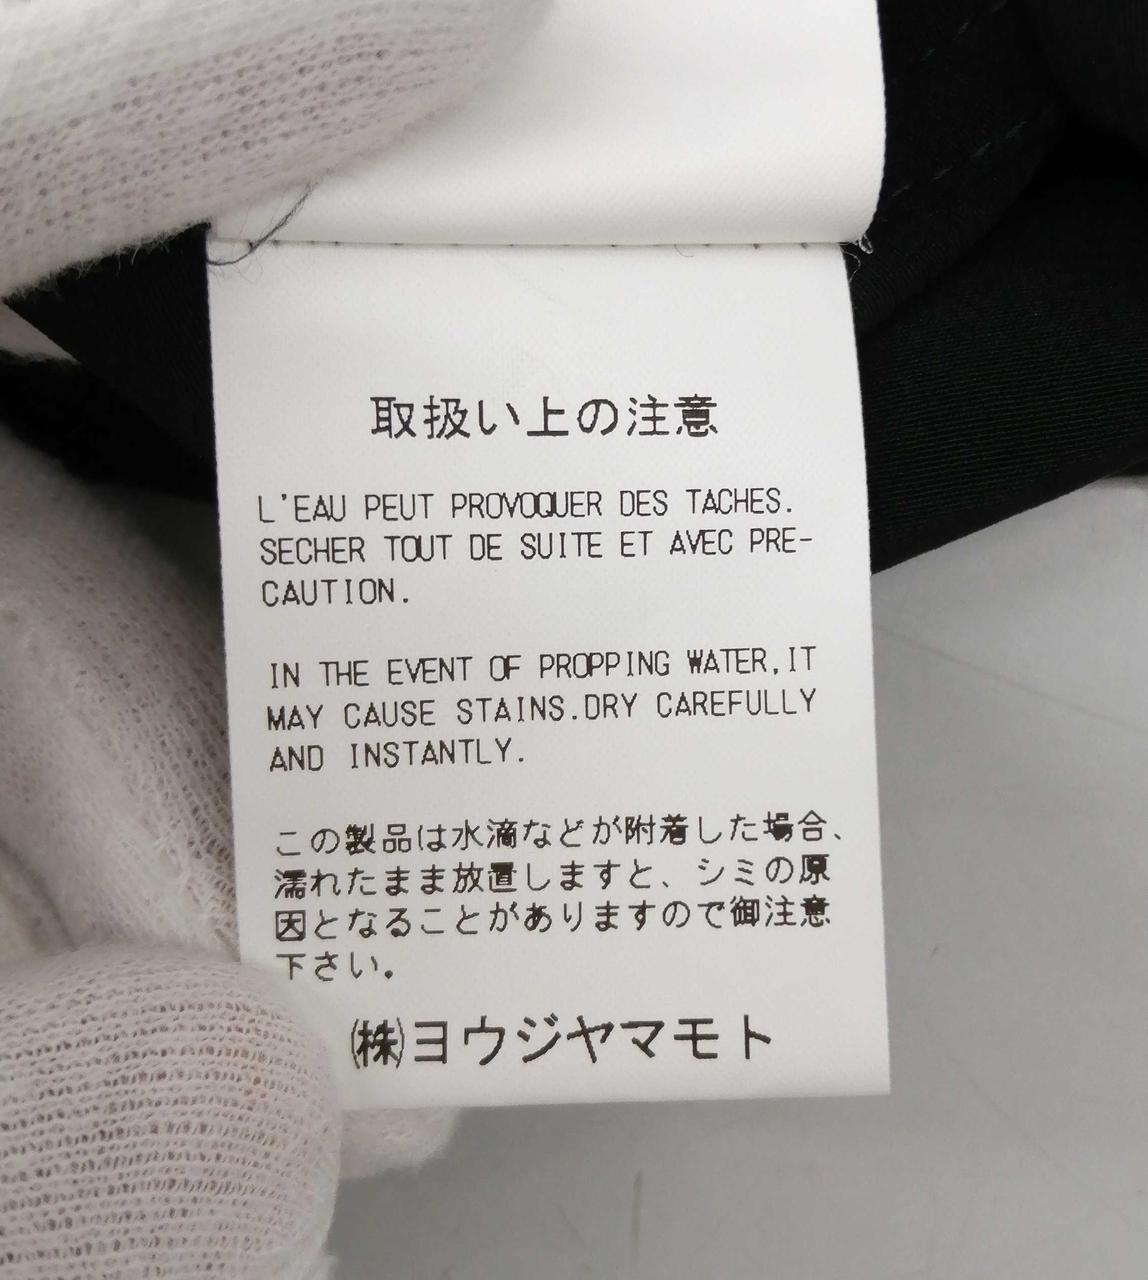 取扱い上の注意
L'EAU PEUT PROVOQUER DES TACHES.
SECHER TOUT DE SUITE ET AVEC PRE-
CAUTION.
IN THE EVENT OF PROPPING WATER,IT
MAY CAUSE STAINS.DRY CAREFULLY
AND INSTANTLY.
この製品は水滴などが附着した場合、
濡れたまま放置しますと、シミの原
因となることがありますので御注意
下さい。
㈱ヨウジヤマモト